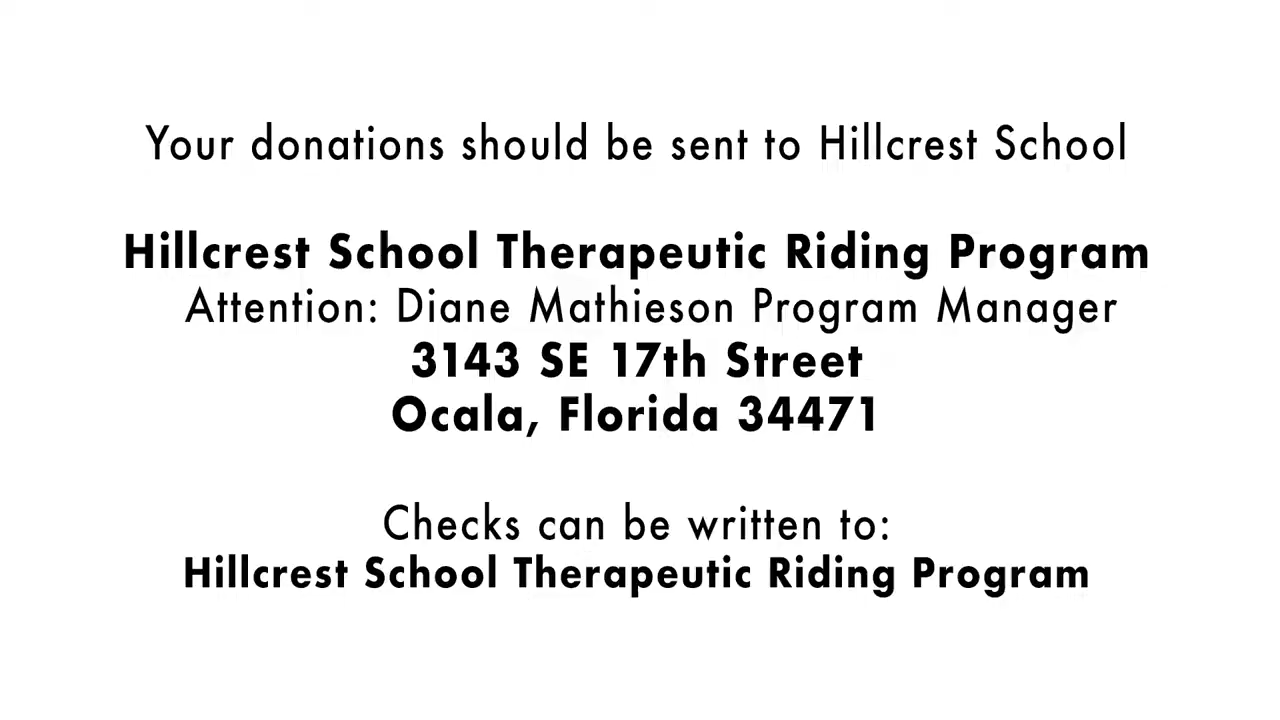 Your donations should be sent to Hillcrest School
Hillcrest School Therapeutic Riding Program
Attention: Diane Mathieson Program Manager
3143 SE 17th Street
Ocala, Florida 34471
Checks can be written to:
Hillcrest School Therapeutic Riding Program